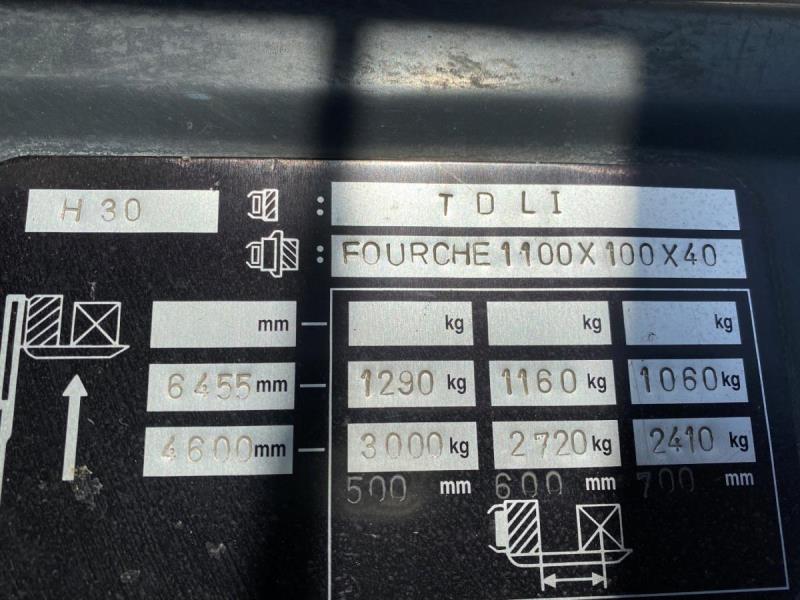 H 30 : T D L I
: FOURCHE 1100X100X40
mm kg kg kg
6455 mm 1290 kg 1160 kg 1060 kg
4600 mm 3000 kg 2720 kg 2410 kg
500 mm 600 mm 700 mm